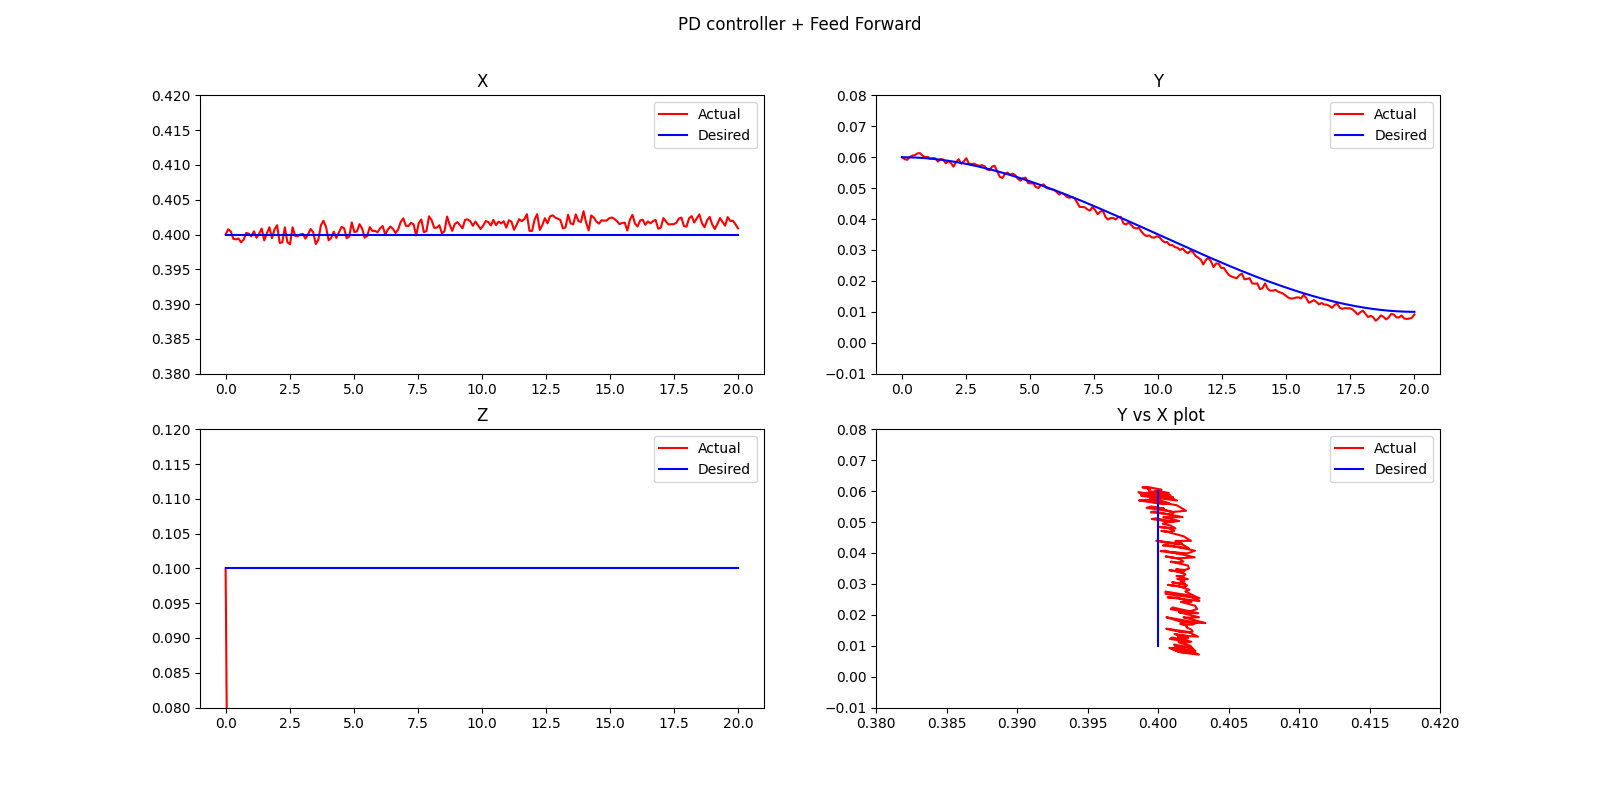 PD controller + Feed Forward
X
0.420
0.415
0.410
0.405
0.400
0.395
0.390
0.385
0.380
0.0 2.5 5.0 7.5 10.0 12.5 15.0 17.5 20.0
Actual
Desired
Y
0.08
0.07
0.06
0.05
0.04
0.03
0.02
0.01
0.00
−0.01
0.0 2.5 5.0 7.5 10.0 12.5 15.0 17.5 20.0
Actual
Desired
Z
0.120
0.115
0.110
0.105
0.100
0.095
0.090
0.085
0.080
0.0 2.5 5.0 7.5 10.0 12.5 15.0 17.5 20.0
Actual
Desired
Y vs X plot
0.08
0.07
0.06
0.05
0.04
0.03
0.02
0.01
0.00
−0.01
0.380 0.385 0.390 0.395 0.400 0.405 0.410 0.415 0.420
Actual
Desired